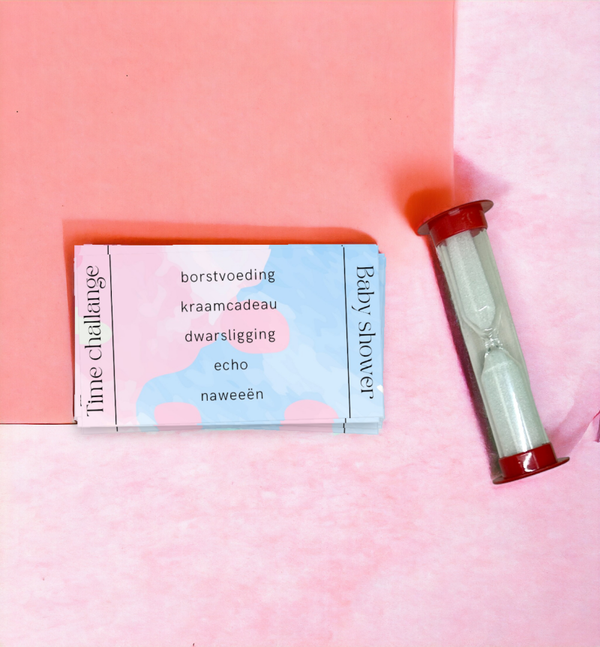 Time challange
borstvoeding
kraamcadeau
dwarsligging
echo
naweeën
Baby shower